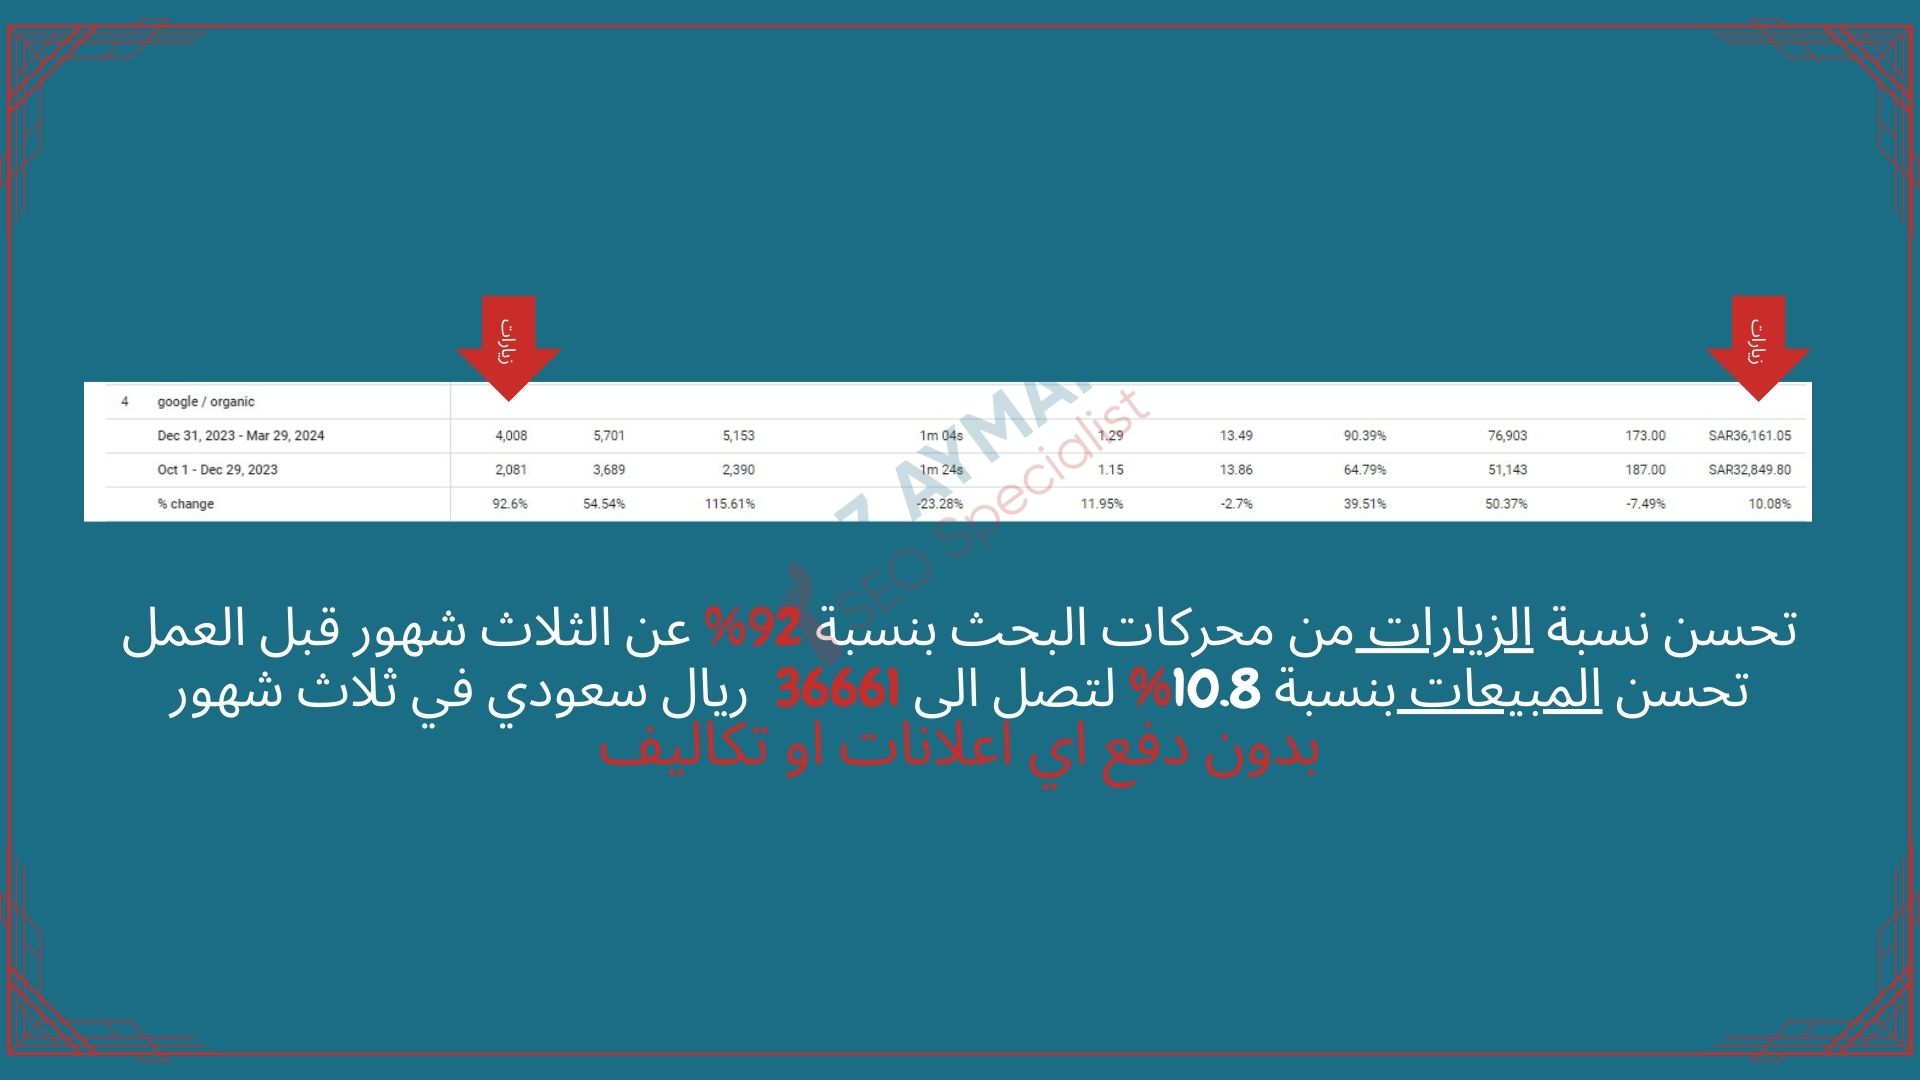 زيارات
زيارات
4 google / organic
Dec 31, 2023 - Mar 29, 2024 4,008 5,701 5,153 1m 04s 1.29 13.49 90.39% 76,903 173.00 SAR36,161.05
Oct 1 - Dec 29, 2023 2,081 3,689 2,390 1m 24s 1.15 13.86 64.79% 51,143 187.00 SAR32,849.80
% change 92.6% 54.54% 115.61% -23.28% 11.95% -2.7% 39.51% 50.37% -7.49% 10.08%
Z AYMAN
SEO Specialist
تحسن نسبة الزيارات من محركات البحث بنسبة 92% عن الثلاث شهور قبل العمل
تحسن المبيعات بنسبة 10.8% لتصل الى 36661 ريال سعودي في ثلاث شهور
بدون دفع اي اعلانات او تكاليف